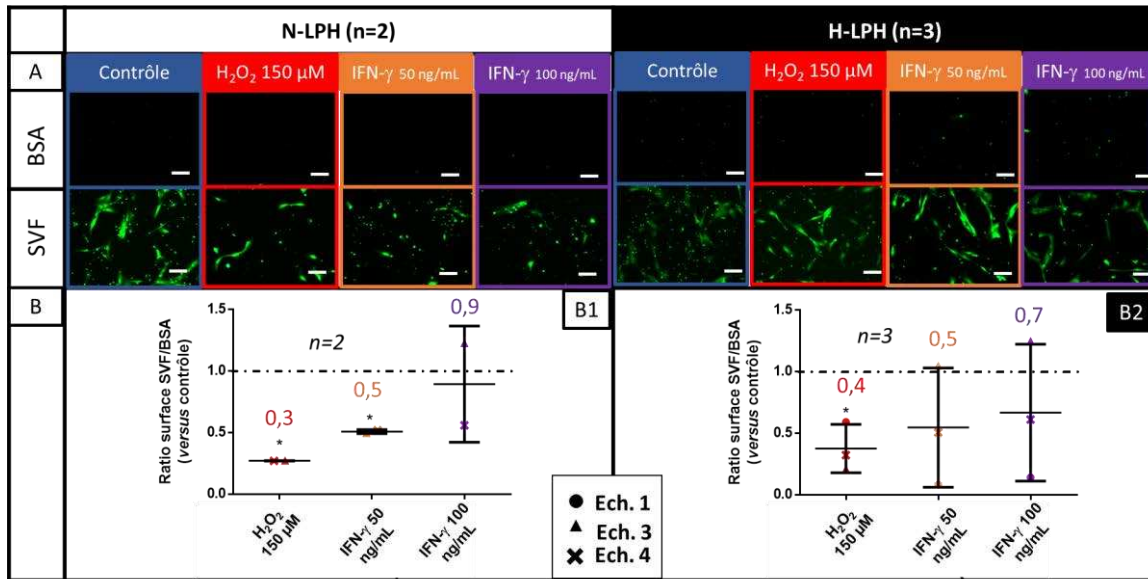 N-LPH (n=2)
H-LPH (n=3)
A
Contrôle
H₂O₂ 150 µM
IFN-γ 50 ng/mL
IFN-γ 100 ng/mL
Contrôle
H₂O₂ 150 µM
IFN-γ 50 ng/mL
IFN-γ 100 ng/mL
BSA
SVF
B
B1
Ratio surface SVF/BSA
(versus contrôle)
1.5
1.0
0.5
0.0
n=2
0,3
*
0,5
*
0,9
H₂O₂
150 µM
IFN-γ 50
ng/mL
IFN-γ 100
ng/mL
Ech. 1
Ech. 3
Ech. 4
B2
Ratio surface SVF/BSA
(versus contrôle)
1.5
1.0
0.5
0.0
n=3
0,4
*
0,5
0,7
H₂O₂
150 µM
IFN-γ 50
ng/mL
IFN-γ 100
ng/mL